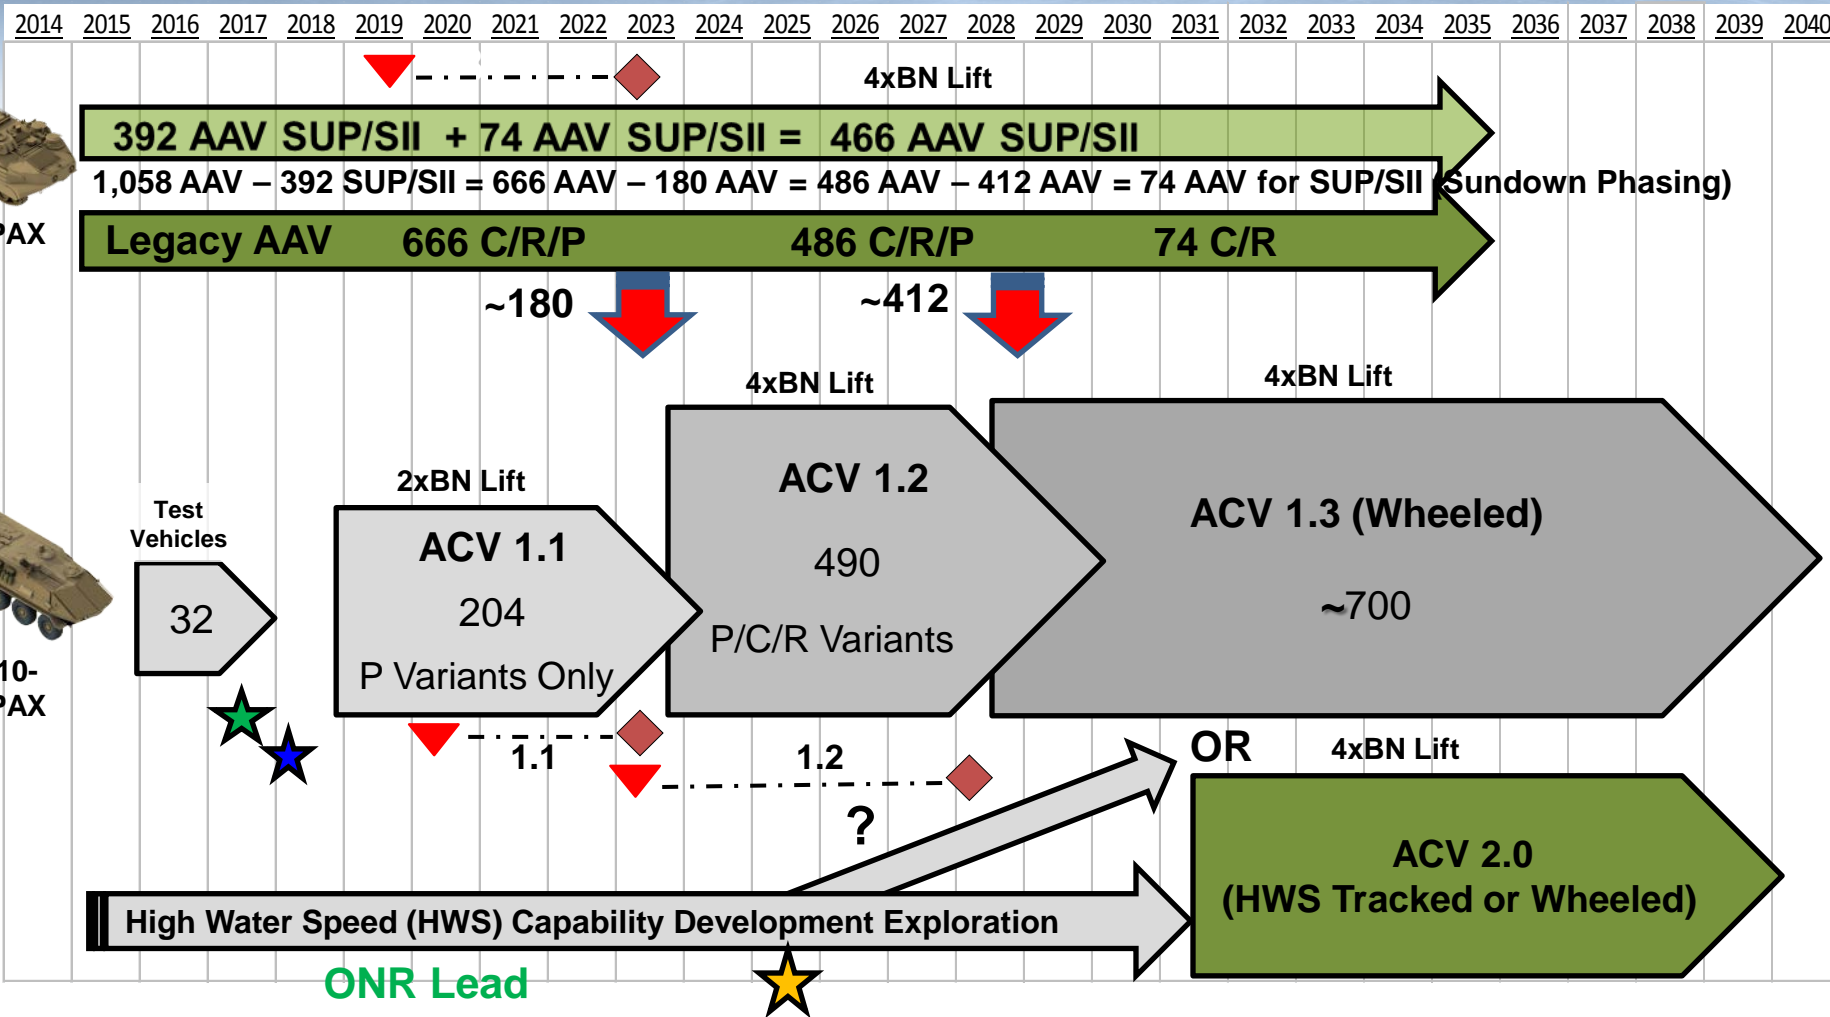 2014 2015 2016 2017 2018 2019 2020 2021 2022 2023 2024 2025 2026 2027 2028 2029 2030 2031 2032 2033 2034 2035 2036 2037 2038 2039 2040
4xBN Lift
392 AAV SUP/SII + 74 AAV SUP/SII = 466 AAV SUP/SII
1,058 AAV – 392 SUP/SII = 666 AAV – 180 AAV = 486 AAV – 412 AAV = 74 AAV for SUP/SII (Sundown Phasing)
PAX
Legacy AAV 666 C/R/P 486 C/R/P 74 C/R
~180 ~412
4xBN Lift 4xBN Lift
2xBN Lift
Test
Vehicles
32
ACV 1.1
204
P Variants Only
ACV 1.2
490
P/C/R Variants
ACV 1.3 (Wheeled)
~700
10-
PAX
1.1 1.2
?
OR 4xBN Lift
ACV 2.0
(HWS Tracked or Wheeled)
High Water Speed (HWS) Capability Development Exploration
ONR Lead